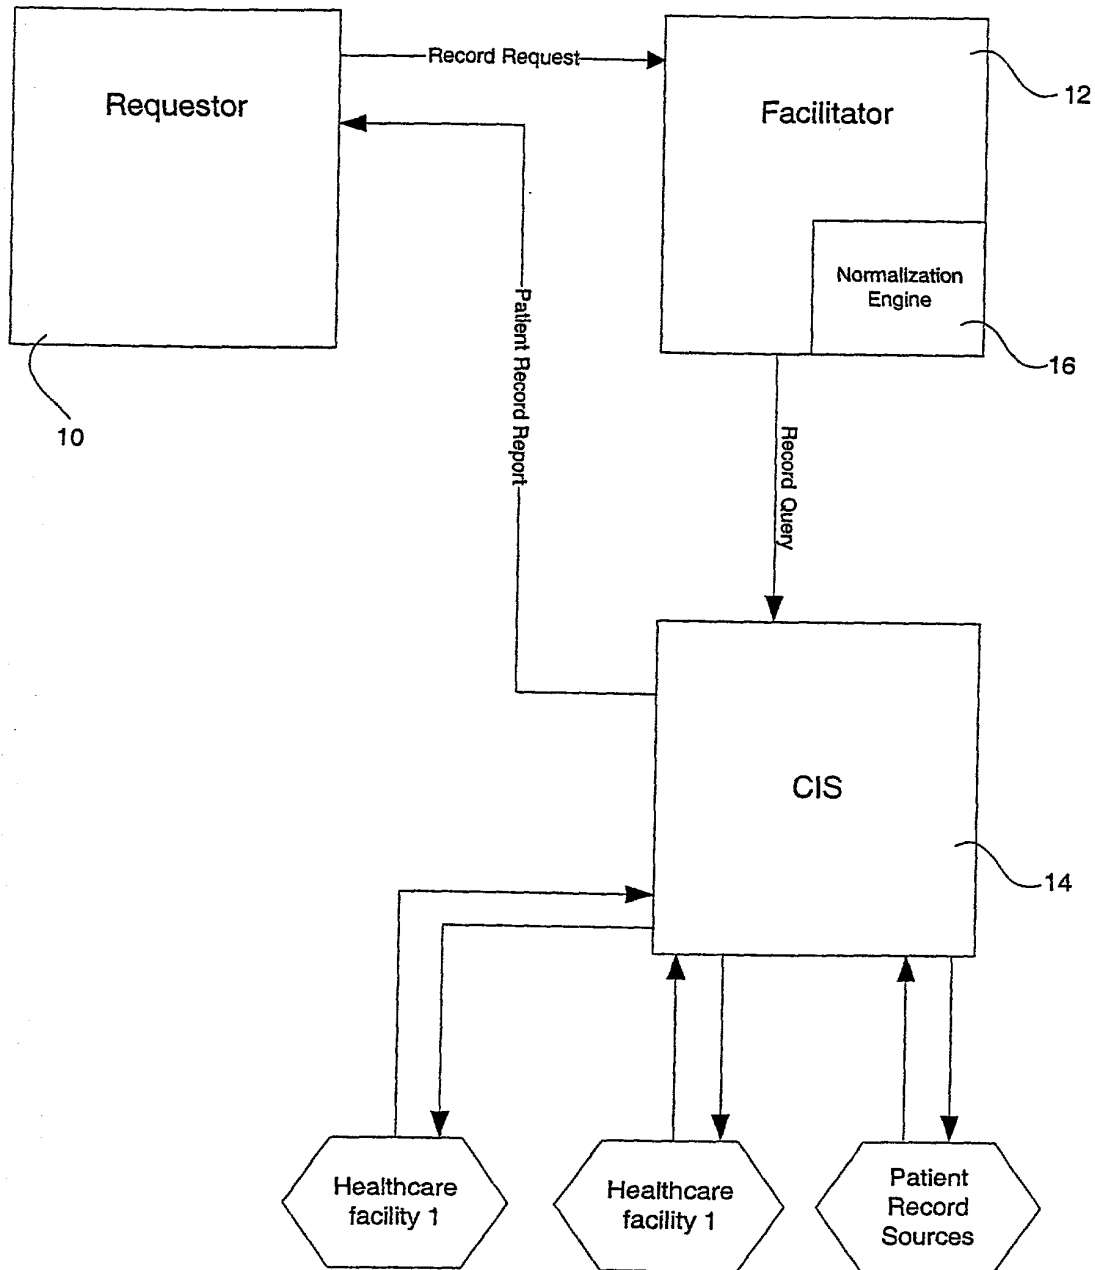 Requestor
Record Request
Facilitator
12
Normalization
Engine
16
10
Patient Record Report
Record Query
CIS
14
Healthcare
facility 1
Healthcare
facility 1
Patient
Record
Sources